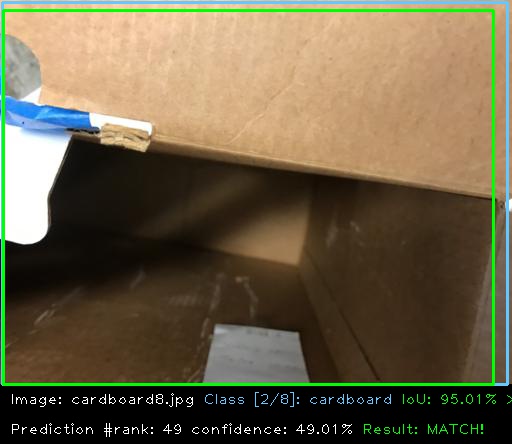 Image: cardboard8.jpg Class [2/8]: cardboard IoU: 95.01% >
Prediction #rank: 49 confidence: 49.01% Result: MATCH!